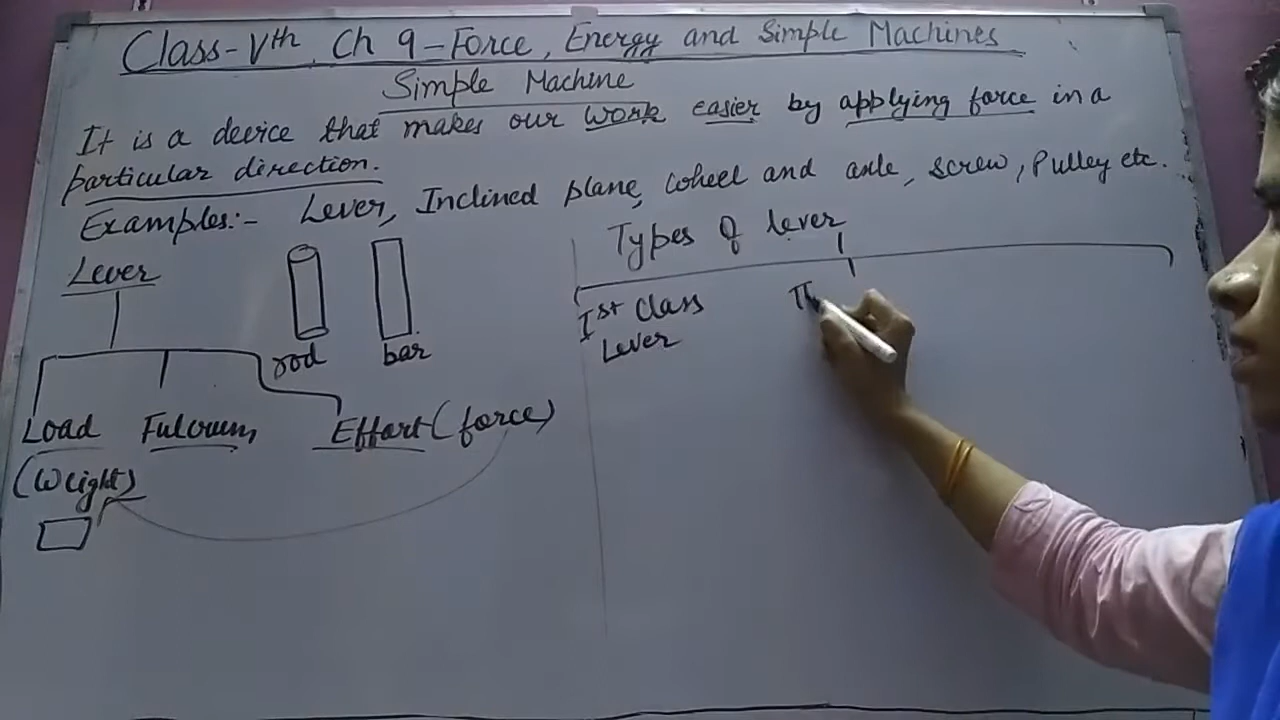 Class-Vth, Ch 9-Force, Energy and Simple Machines
Simple Machine
It is a device that makes our work easier by applying force in a
particular direction.
Examples:- Lever, Inclined plane, wheel and axle, screw, Pulley etc.
Lever
rod
bar
Load Fulcrum, Effort (force)
(Weight)
Types of lever
Ist Class
Lever
II